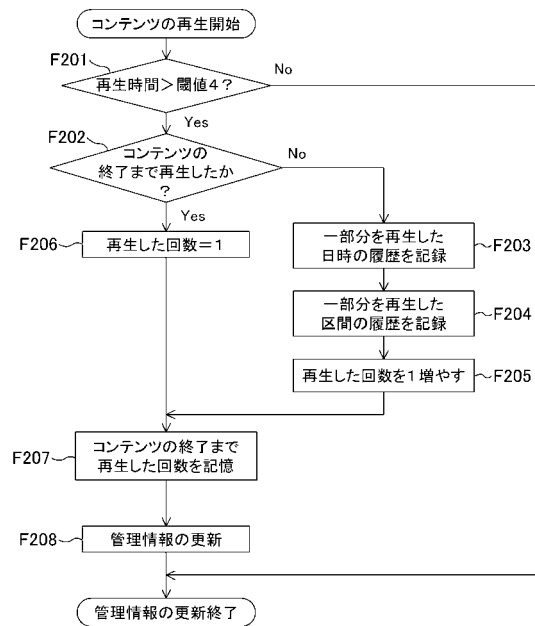 コンテンツの再生開始
F201
再生時間>閾値4?
No
Yes
F202
コンテンツの
終了まで再生したか
?
No
Yes
F206
再生した回数=1
一部分を再生した
日時の履歴を記録
F203
一部分を再生した
区間の履歴を記録
F204
再生した回数を1増やす
F205
コンテンツの終了まで
再生した回数を記憶
F207
管理情報の更新
F208
管理情報の更新終了